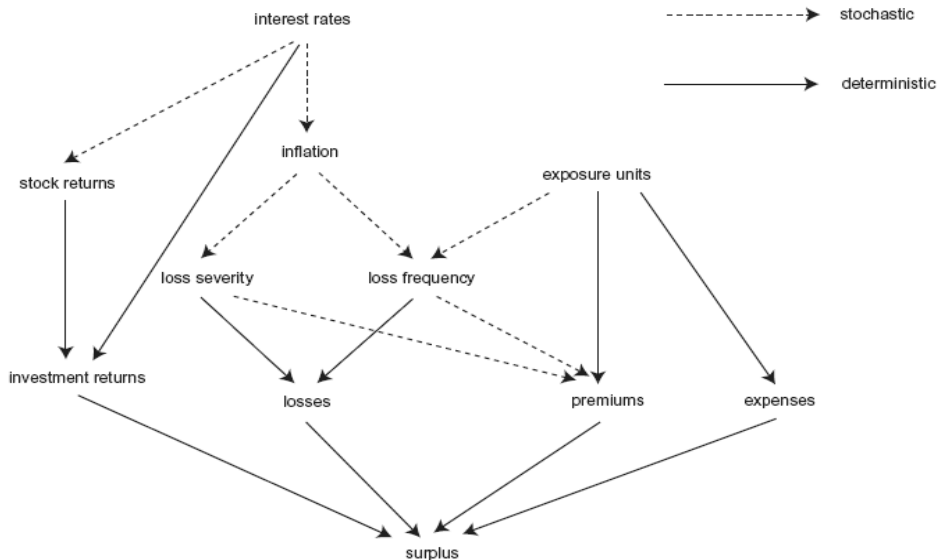 interest rates
stochastic
deterministic
inflation
stock returns
exposure units
loss severity
loss frequency
investment returns
losses
premiums
expenses
surplus